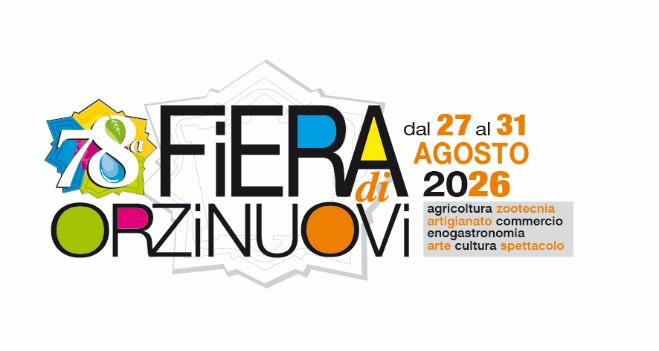 78a
FiERA
di
ORZiNUOVi
dal 27 al 31
AGOSTO
2026
agricoltura zootecnia
artigianato commercio
enogastronomia
arte cultura spettacolo